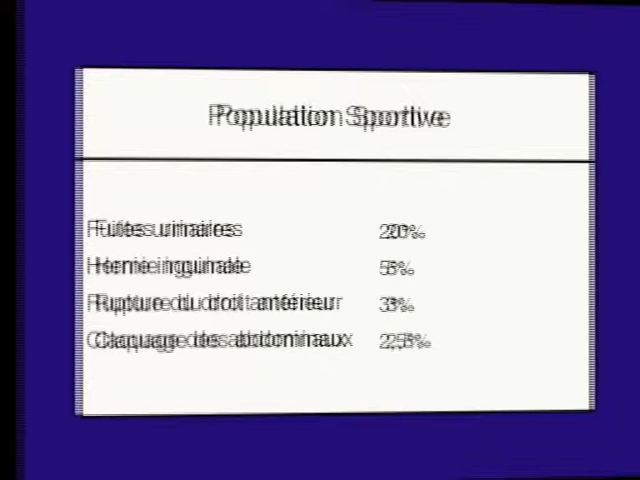 Population Sportive
Fuites urinaires 20%
Hernie inguinale 5%
Rupture du droit antérieur 3%
Claquage des abdominaux 2,5%